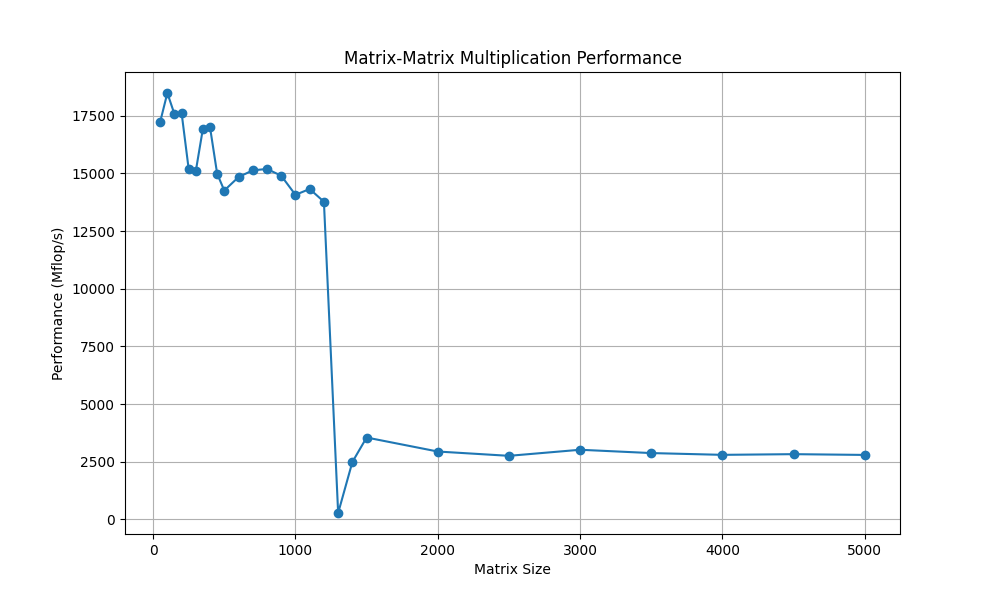 Matrix-Matrix Multiplication Performance
17500
15000
12500
10000
7500
5000
2500
0
Performance (Mflop/s)
0 1000 2000 3000 4000 5000
Matrix Size